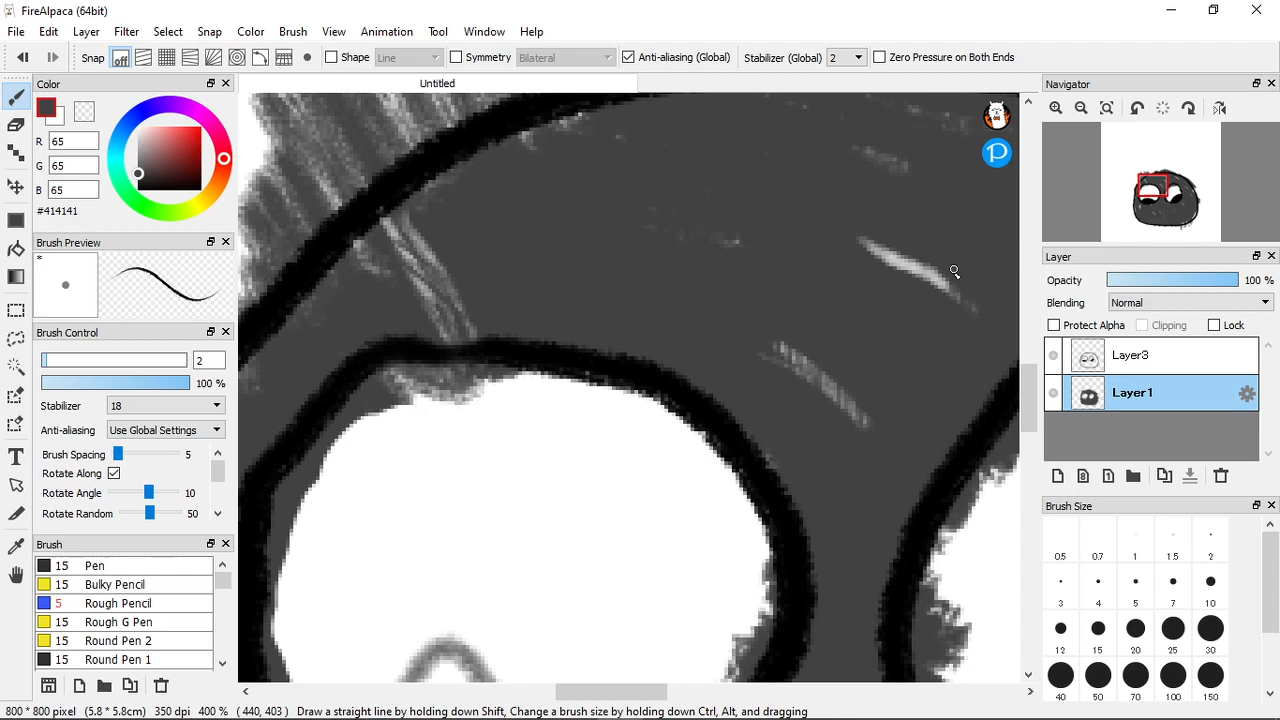 FireAlpaca (64bit)
File Edit Layer Filter Select Snap Color Brush View Animation Tool Window Help
Snap off Shape Line Symmetry Bilateral Anti-aliasing (Global) Stabilizer (Global) 2 Zero Pressure on Both Ends
Color
R 65
G 65
B 65
#414141
Brush Preview
*
Brush Control
2
100 %
Stabilizer 18
Anti-aliasing Use Global Settings
Brush Spacing 5
Rotate Along
Rotate Angle 10
Rotate Random 50
Brush
15 Pen
15 Bulky Pencil
5 Rough Pencil
15 Rough G Pen
15 Round Pen 2
15 Round Pen 1
Untitled
P
Navigator
Layer
Opacity 100 %
Blending Normal
Protect Alpha Clipping Lock
Layer3
Layer1
Brush Size
0.5 0.7 1 1.5 2
3 4 5 7 10
12 15 20 25 30
40 50 70 100 150
800 * 800 pixel (5.8 * 5.8cm) 350 dpi 400 % ( 440, 403 ) Draw a straight line by holding down Shift, Change a brush size by holding down Ctrl, Alt, and dragging